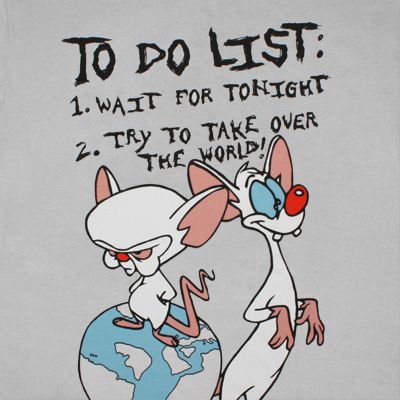 TO DO LIST:
1. WAIT FOR TONIGHT
2. TRY TO TAKE OVER
THE WORLD!